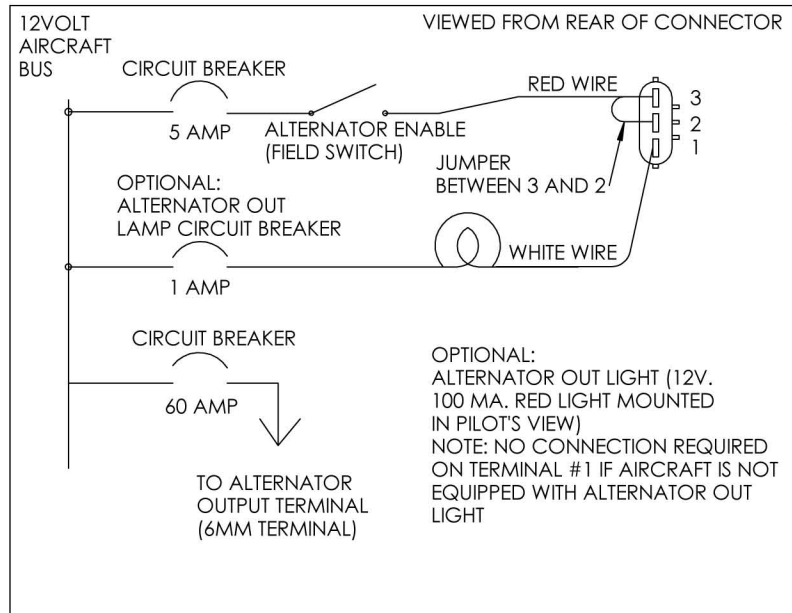 12VOLT
AIRCRAFT
BUS
VIEWED FROM REAR OF CONNECTOR
CIRCUIT BREAKER
5 AMP
ALTERNATOR ENABLE
(FIELD SWITCH)
RED WIRE
3
2
1
JUMPER
BETWEEN 3 AND 2
OPTIONAL:
ALTERNATOR OUT
LAMP CIRCUIT BREAKER
1 AMP
WHITE WIRE
CIRCUIT BREAKER
60 AMP
TO ALTERNATOR
OUTPUT TERMINAL
(6MM TERMINAL)
OPTIONAL:
ALTERNATOR OUT LIGHT (12V.
100 MA. RED LIGHT MOUNTED
IN PILOT'S VIEW)
NOTE: NO CONNECTION REQUIRED
ON TERMINAL #1 IF AIRCRAFT IS NOT
EQUIPPED WITH ALTERNATOR OUT
LIGHT